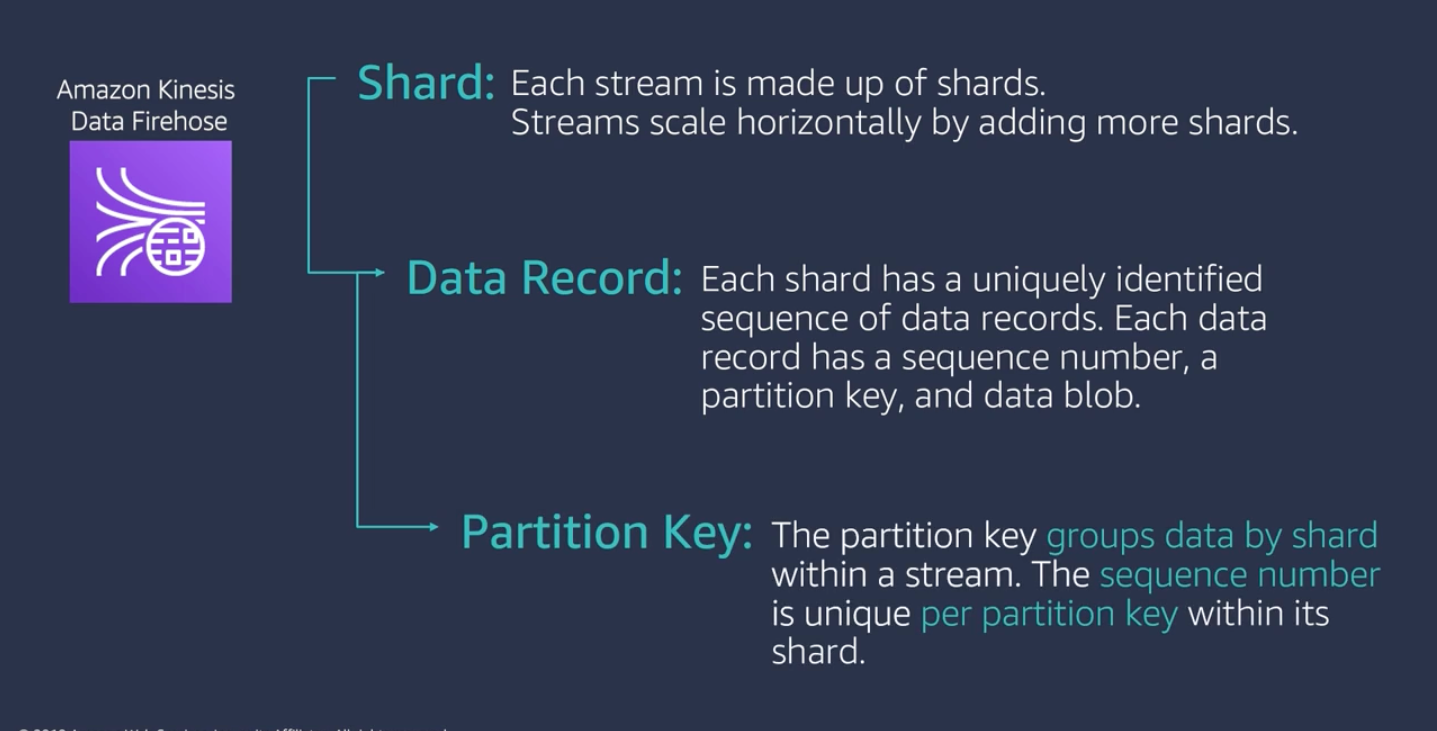 Amazon Kinesis
Data Firehose
Shard: Each stream is made up of shards.
Streams scale horizontally by adding more shards.
Data Record: Each shard has a uniquely identified
sequence of data records. Each data
record has a sequence number, a
partition key, and data blob.
Partition Key: The partition key groups data by shard
within a stream. The sequence number
is unique per partition key within its
shard.